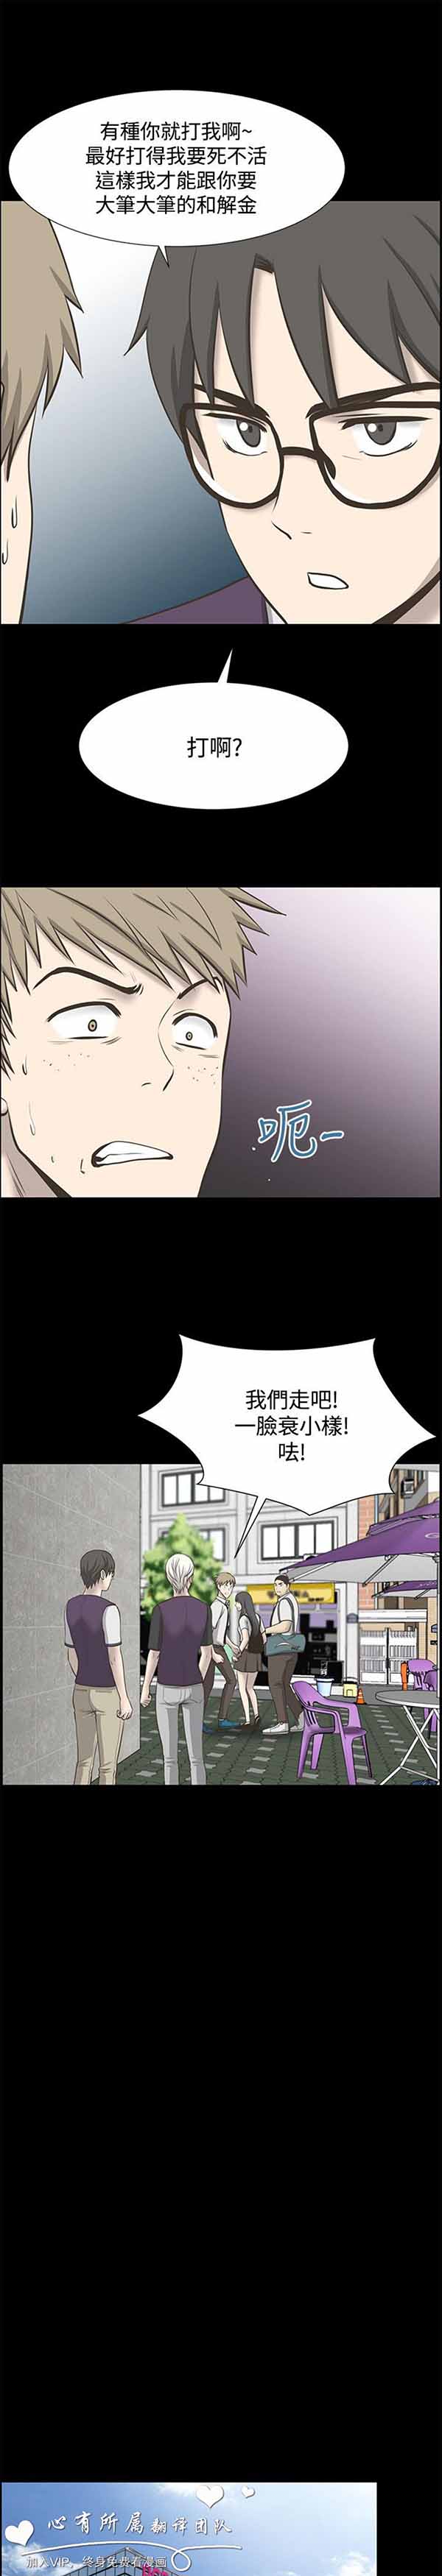 有種你就打我啊~
最好打得我要死不活
這樣我才能跟你要
大筆大筆的和解金
打啊?
呃-
我們走吧!
一臉衰小樣!
呿!
心有所属翻译团队
加入VIP，终身免费看漫画